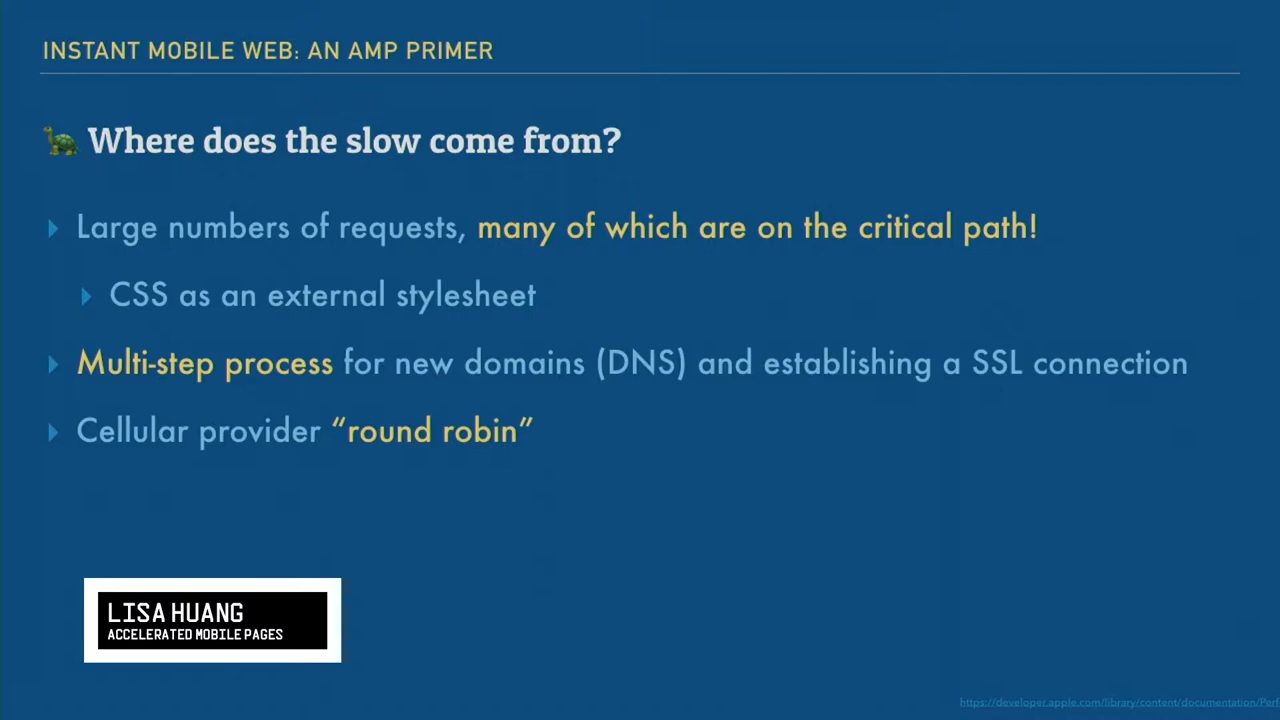 INSTANT MOBILE WEB: AN AMP PRIMER
🐢 Where does the slow come from?
Large numbers of requests, many of which are on the critical path!
CSS as an external stylesheet
Multi-step process for new domains (DNS) and establishing a SSL connection
Cellular provider “round robin”
LISA HUANG
ACCELERATED MOBILE PAGES
https://developer.apple.com/library/content/documentation/Perf